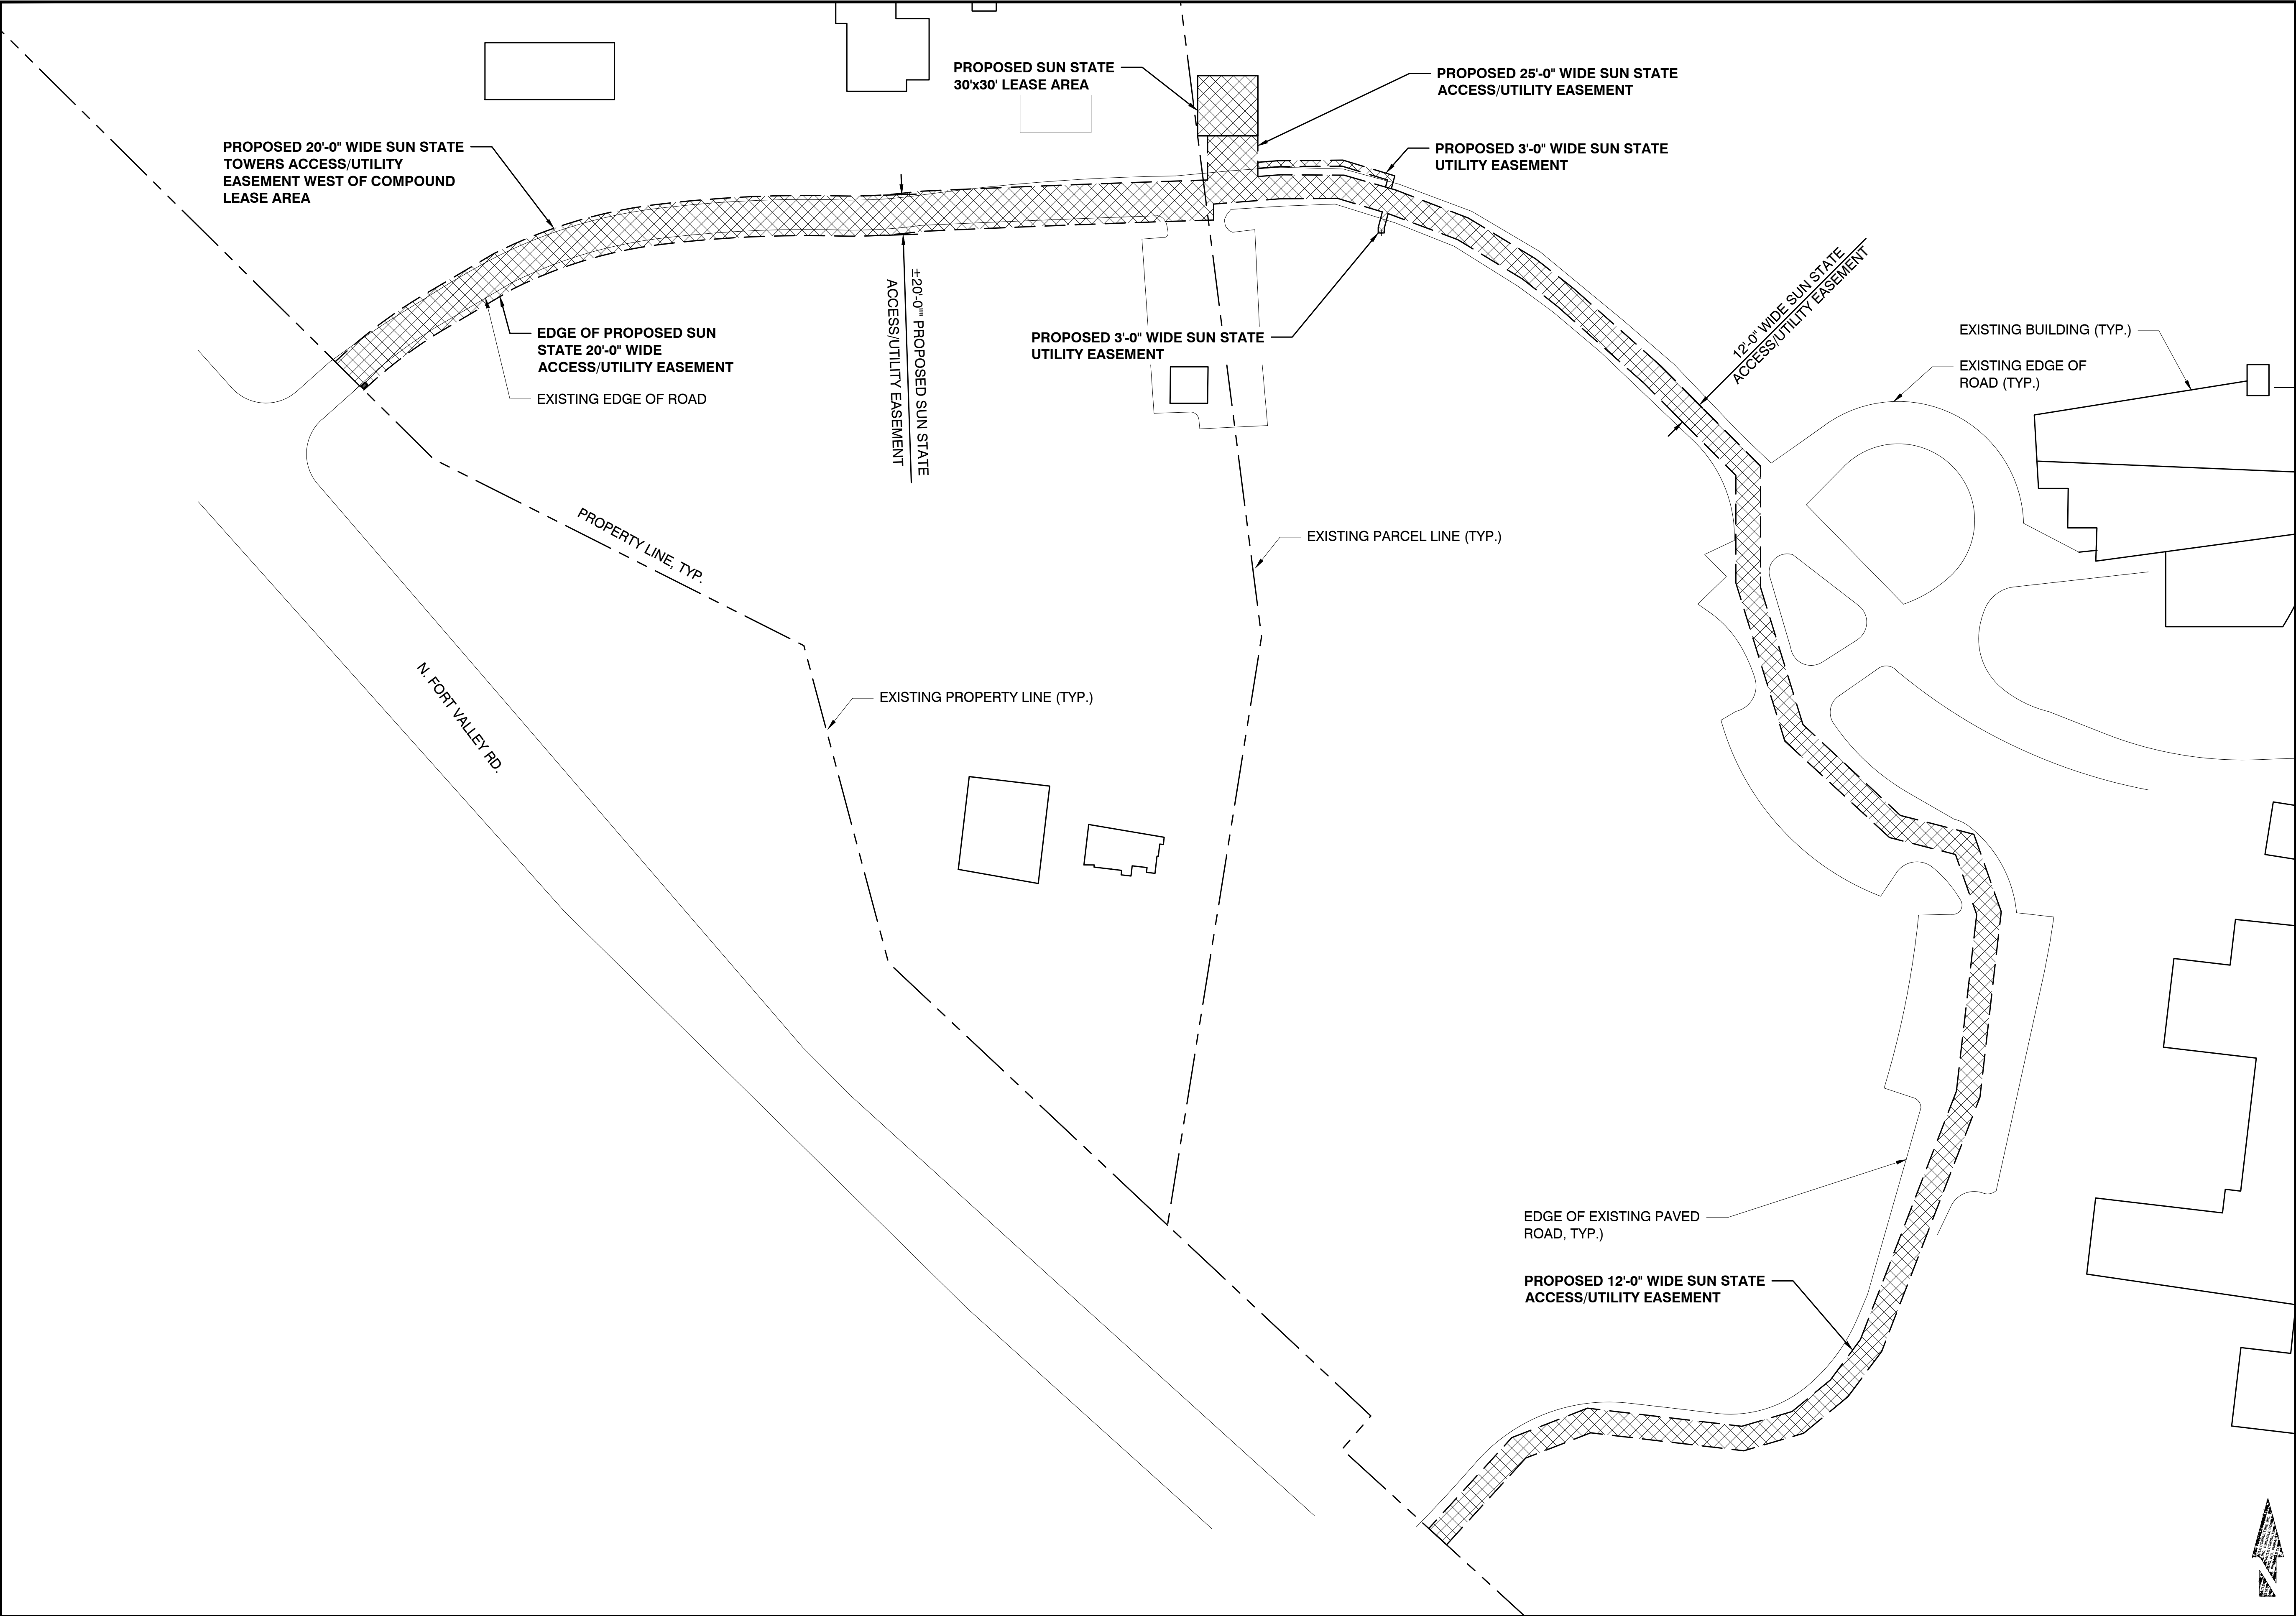 PROPOSED SUN STATE
30'x30' LEASE AREA
PROPOSED 25'-0" WIDE SUN STATE
ACCESS/UTILITY EASEMENT
PROPOSED 20'-0" WIDE SUN STATE
TOWERS ACCESS/UTILITY
EASEMENT WEST OF COMPOUND
LEASE AREA
PROPOSED 3'-0" WIDE SUN STATE
UTILITY EASEMENT
12'-0" WIDE SUN STATE
ACCESS/UTILITY EASEMENT
±20'-0"" PROPOSED SUN STATE
ACCESS/UTILITY EASEMENT
EDGE OF PROPOSED SUN
STATE 20'-0" WIDE
ACCESS/UTILITY EASEMENT
EXISTING EDGE OF ROAD
PROPOSED 3'-0" WIDE SUN STATE
UTILITY EASEMENT
EXISTING BUILDING (TYP.)
EXISTING EDGE OF
ROAD (TYP.)
PROPERTY LINE, TYP.
EXISTING PARCEL LINE (TYP.)
N. FORT VALLEY RD.
EXISTING PROPERTY LINE (TYP.)
EDGE OF EXISTING PAVED
ROAD, TYP.)
PROPOSED 12'-0" WIDE SUN STATE
ACCESS/UTILITY EASEMENT